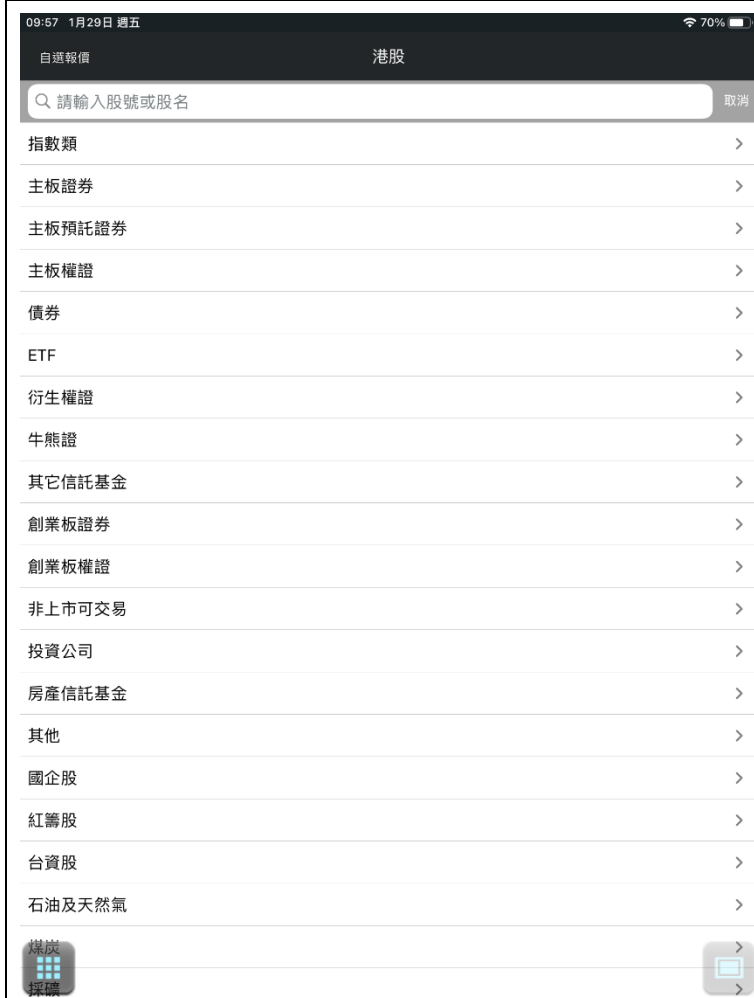 09:57 1月29日 週五 70%
自選報價 港股
請輸入股號或股名 取消
指數類
主板證券
主板預託證券
主板權證
債券
ETF
衍生權證
牛熊證
其它信託基金
創業板證券
創業板權證
非上市可交易
投資公司
房產信託基金
其他
國企股
紅籌股
台資股
石油及天然氣
煤炭
採礦